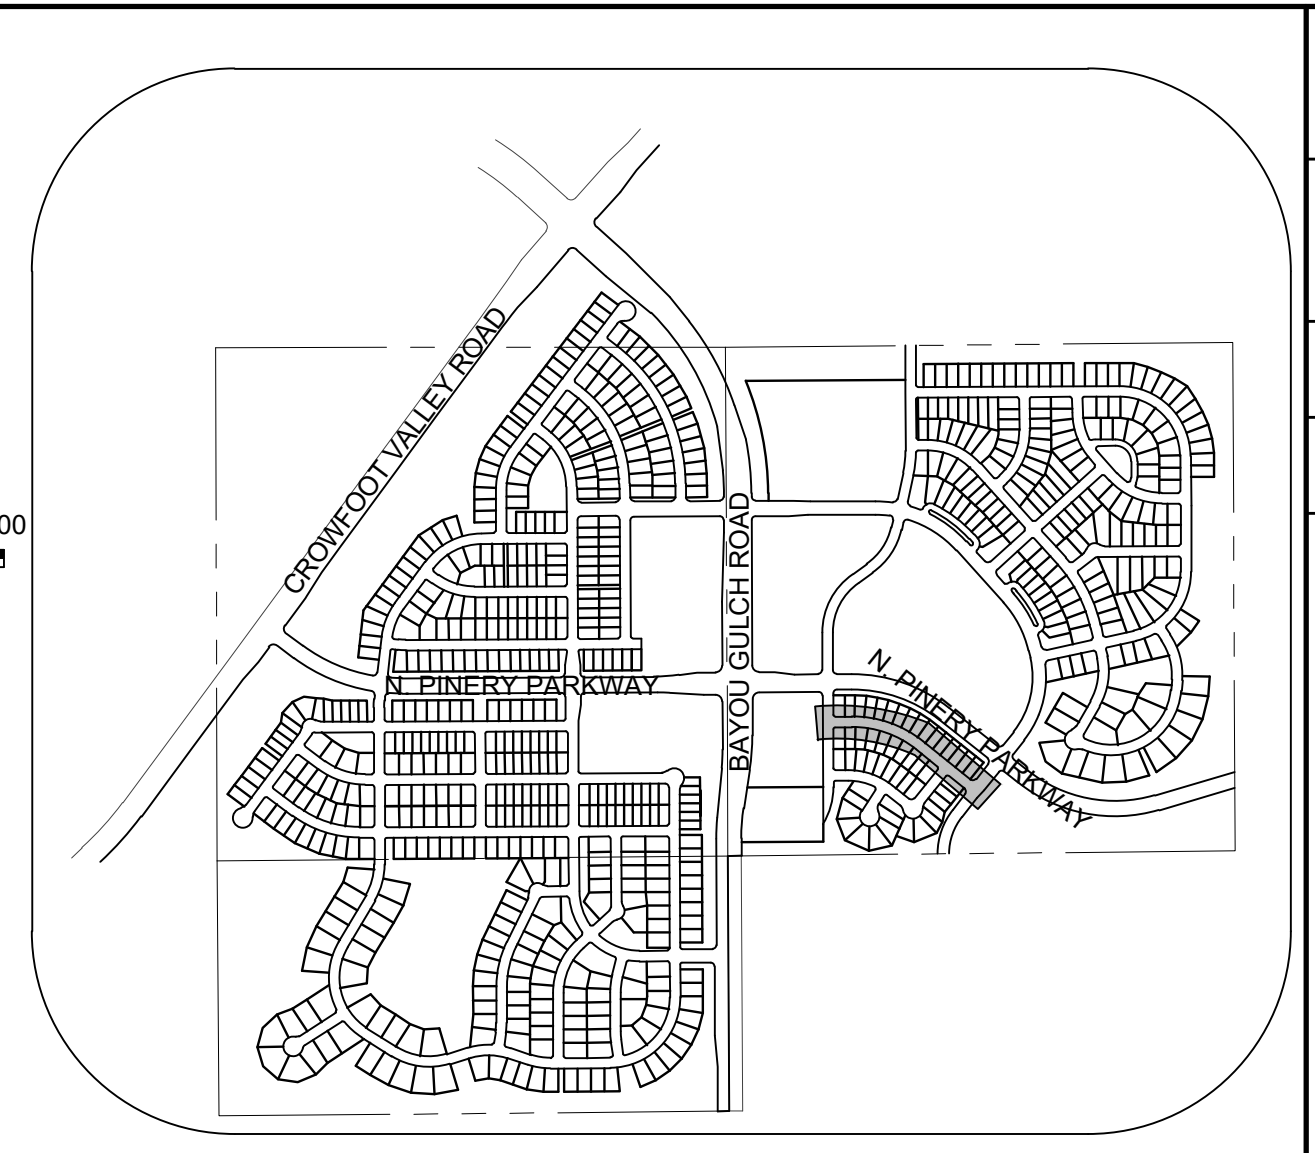 CROWFOOT VALLEY ROAD
00
BAYOU GULCH ROAD
N. PINERY PARKWAY
N. PINERY PARKWAY